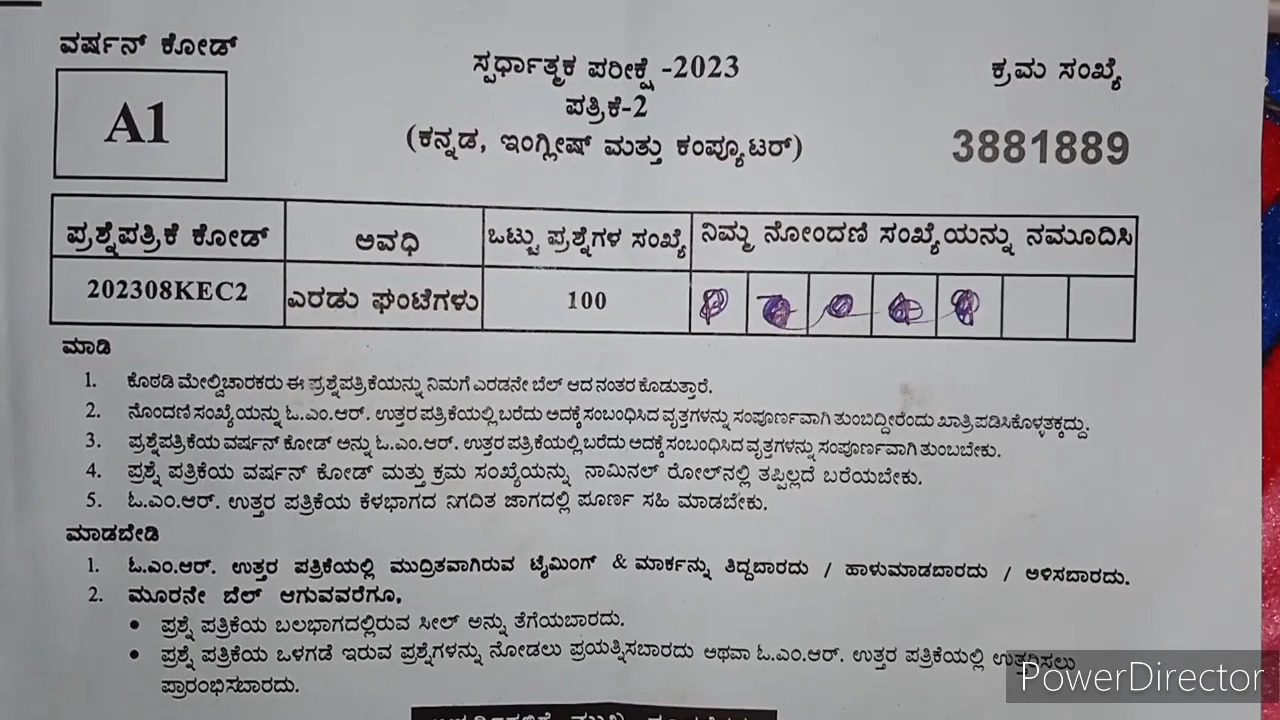 ವರ್ಷನ್ ಕೋಡ್
A1
ಸ್ಪರ್ಧಾತ್ಮಕ ಪರೀಕ್ಷೆ -2023
ಪತ್ರಿಕೆ-2
(ಕನ್ನಡ, ಇಂಗ್ಲೀಷ್ ಮತ್ತು ಕಂಪ್ಯೂಟರ್)
ಕ್ರಮ ಸಂಖ್ಯೆ
3881889
ಪ್ರಶ್ನೆಪತ್ರಿಕೆ ಕೋಡ್ ಅವಧಿ ಒಟ್ಟು ಪ್ರಶ್ನೆಗಳ ಸಂಖ್ಯೆ ನಿಮ್ಮ ನೋಂದಣಿ ಸಂಖ್ಯೆಯನ್ನು ನಮೂದಿಸಿ
202308KEC2 ಎರಡು ಘಂಟೆಗಳು 100
ಮಾಡಿ
1. ಕೊಠಡಿ ಮೇಲ್ವಿಚಾರಕರು ಈ ಪ್ರಶ್ನೆಪತ್ರಿಕೆಯನ್ನು ನಿಮಗೆ ಎರಡನೇ ಬೆಲ್ ಆದ ನಂತರ ಕೊಡುತ್ತಾರೆ.
2. ನೊಂದಣಿ ಸಂಖ್ಯೆಯನ್ನು ಓ.ಎಂ.ಆರ್. ಉತ್ತರ ಪತ್ರಿಕೆಯಲ್ಲಿ ಬರೆದು ಅದಕ್ಕೆ ಸಂಬಂಧಿಸಿದ ವೃತ್ತಗಳನ್ನು ಸಂಪೂರ್ಣವಾಗಿ ತುಂಬಿದ್ದೀರೆಂದು ಖಾತ್ರಿಪಡಿಸಿಕೊಳ್ಳತಕ್ಕದ್ದು.
3. ಪ್ರಶ್ನೆಪತ್ರಿಕೆಯ ವರ್ಷನ್ ಕೋಡ್ ಅನ್ನು ಓ.ಎಂ.ಆರ್. ಉತ್ತರ ಪತ್ರಿಕೆಯಲ್ಲಿ ಬರೆದು ಅದಕ್ಕೆ ಸಂಬಂಧಿಸಿದ ವೃತ್ತಗಳನ್ನು ಸಂಪೂರ್ಣವಾಗಿ ತುಂಬಬೇಕು.
4. ಪ್ರಶ್ನೆ ಪತ್ರಿಕೆಯ ವರ್ಷನ್ ಕೋಡ್ ಮತ್ತು ಕ್ರಮ ಸಂಖ್ಯೆಯನ್ನು ನಾಮಿನಲ್ ರೋಲ್‌ನಲ್ಲಿ ತಪ್ಪಿಲ್ಲದೆ ಬರೆಯಬೇಕು.
5. ಓ.ಎಂ.ಆರ್. ಉತ್ತರ ಪತ್ರಿಕೆಯ ಕೆಳಭಾಗದ ನಿಗದಿತ ಜಾಗದಲ್ಲಿ ಪೂರ್ಣ ಸಹಿ ಮಾಡಬೇಕು.
ಮಾಡಬೇಡಿ
1. ಓ.ಎಂ.ಆರ್. ಉತ್ತರ ಪತ್ರಿಕೆಯಲ್ಲಿ ಮುದ್ರಿತವಾಗಿರುವ ಟೈಮಿಂಗ್ & ಮಾರ್ಕನ್ನು ತಿದ್ದಬಾರದು / ಹಾಳುಮಾಡಬಾರದು / ಅಳಿಸಬಾರದು.
2. ಮೂರನೇ ಬೆಲ್ ಆಗುವವರೆಗೂ,
• ಪ್ರಶ್ನೆ ಪತ್ರಿಕೆಯ ಬಲಭಾಗದಲ್ಲಿರುವ ಸೀಲ್ ಅನ್ನು ತೆಗೆಯಬಾರದು.
• ಪ್ರಶ್ನೆ ಪತ್ರಿಕೆಯ ಒಳಗಡೆ ಇರುವ ಪ್ರಶ್ನೆಗಳನ್ನು ನೋಡಲು ಪ್ರಯತ್ನಿಸಬಾರದು ಅಥವಾ ಓ.ಎಂ.ಆರ್. ಉತ್ತರ ಪತ್ರಿಕೆಯಲ್ಲಿ ಉತ್ತರಿಸಲು
ಪ್ರಾರಂಭಿಸಬಾರದು.
PowerDirector